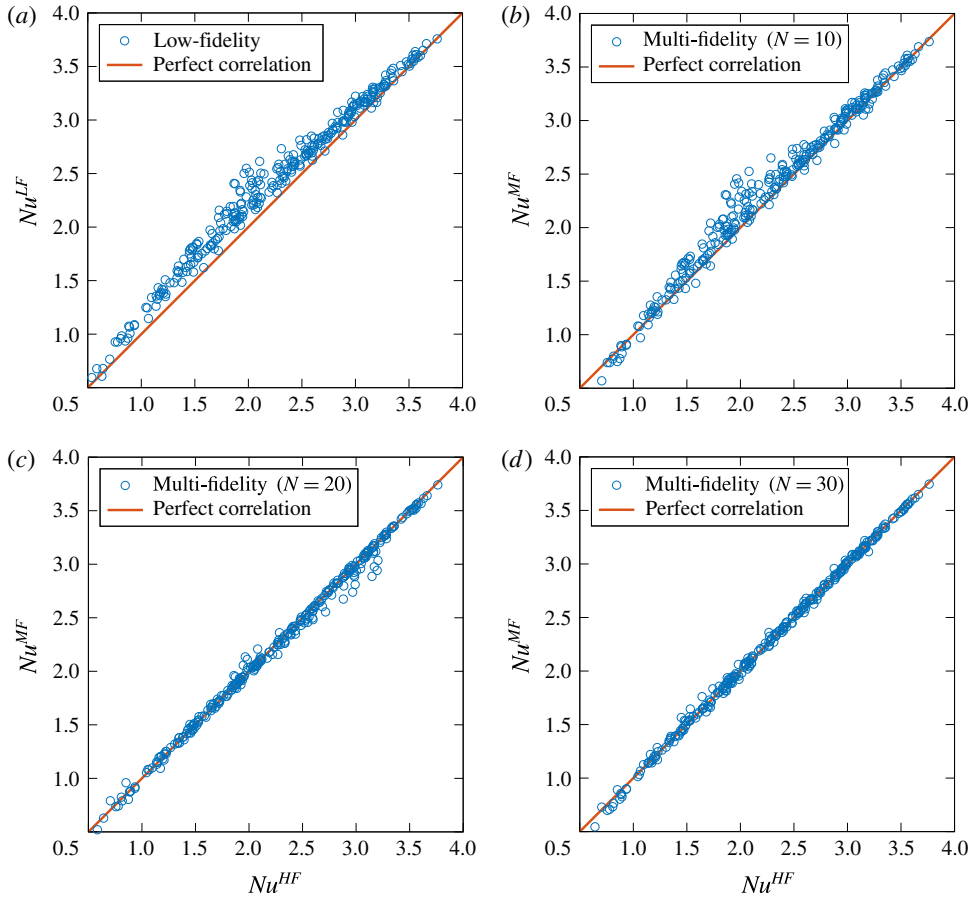 (a)
Low-fidelity
Perfect correlation
4.0
3.5
3.0
2.5
2.0
1.5
1.0
0.5
1.0 1.5 2.0 2.5 3.0 3.5 4.0
Nu^LF
(b)
Multi-fidelity (N = 10)
Perfect correlation
4.0
3.5
3.0
2.5
2.0
1.5
1.0
0.5
1.0 1.5 2.0 2.5 3.0 3.5 4.0
Nu^MF
(c)
Multi-fidelity (N = 20)
Perfect correlation
4.0
3.5
3.0
2.5
2.0
1.5
1.0
0.5
1.0 1.5 2.0 2.5 3.0 3.5 4.0
Nu^MF
Nu^HF
(d)
Multi-fidelity (N = 30)
Perfect correlation
4.0
3.5
3.0
2.5
2.0
1.5
1.0
0.5
1.0 1.5 2.0 2.5 3.0 3.5 4.0
Nu^MF
Nu^HF